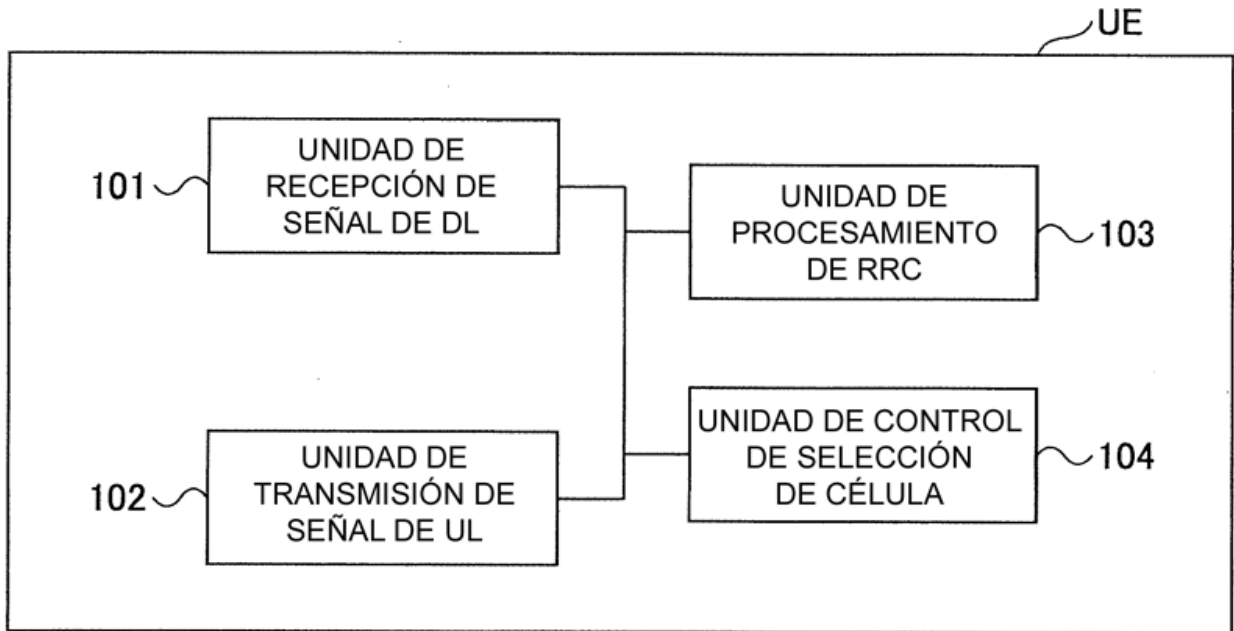 UE
101
UNIDAD DE
RECEPCIÓN DE
SEÑAL DE DL
UNIDAD DE
PROCESAMIENTO
DE RRC
103
102
UNIDAD DE
TRANSMISIÓN DE
SEÑAL DE UL
UNIDAD DE CONTROL
DE SELECCIÓN
DE CÉLULA
104